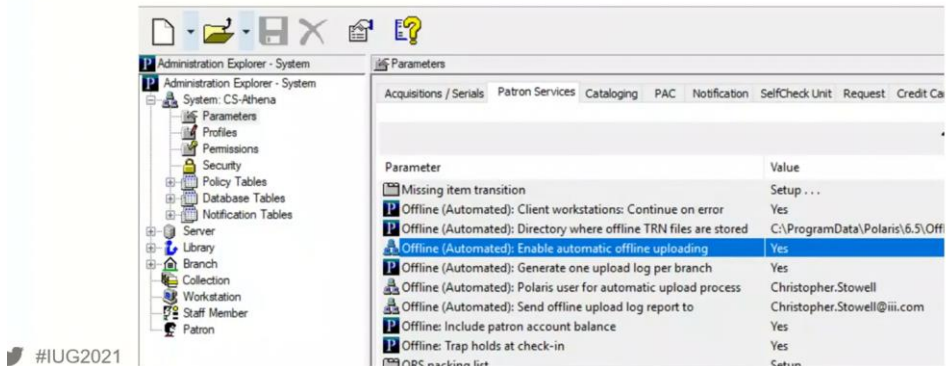 Administration Explorer - System
Parameters
Administration Explorer - System
System: CS-Athena
Parameters
Profiles
Permissions
Security
Policy Tables
Database Tables
Notification Tables
Server
Library
Branch
Collection
Workstation
Staff Member
Patron
Acquisitions / Serials Patron Services Cataloging PAC Notification SelfCheck Unit Request Credit Ca
Parameter Value
Missing item transition Setup . . .
Offline (Automated): Client workstations: Continue on error Yes
Offline (Automated): Directory where offline TRN files are stored C:\ProgramData\Polaris\6.5\Offl
Offline (Automated): Enable automatic offline uploading Yes
Offline (Automated): Generate one upload log per branch Yes
Offline (Automated): Polaris user for automatic upload process Christopher.Stowell
Offline (Automated): Send offline upload log report to Christopher.Stowell@iii.com
Offline: Include patron account balance Yes
Offline: Trap holds at check-in Yes
packing list Setup
#IUG2021